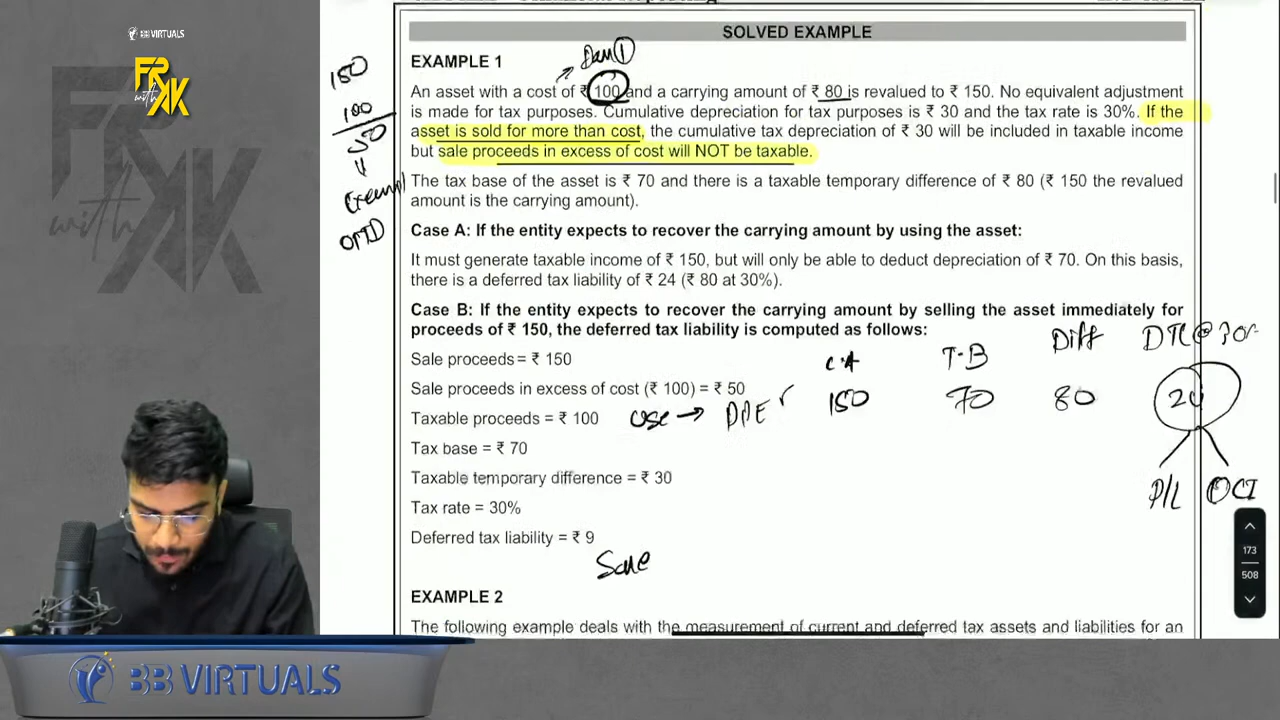 BB VIRTUALS
FR
with AK
SOLVED EXAMPLE
EXAMPLE 1
Day 1
An asset with a cost of ₹ 100 and a carrying amount of ₹ 80 is revalued to ₹ 150. No equivalent adjustment
is made for tax purposes. Cumulative depreciation for tax purposes is ₹ 30 and the tax rate is 30%. If the
asset is sold for more than cost, the cumulative tax depreciation of ₹ 30 will be included in taxable income
but sale proceeds in excess of cost will NOT be taxable.
150
100
50
The tax base of the asset is ₹ 70 and there is a taxable temporary difference of ₹ 80 (₹ 150 the revalued
amount is the carrying amount).
Case A: If the entity expects to recover the carrying amount by using the asset:
It must generate taxable income of ₹ 150, but will only be able to deduct depreciation of ₹ 70. On this basis,
there is a deferred tax liability of ₹ 24 (₹ 80 at 30%).
Case B: If the entity expects to recover the carrying amount by selling the asset immediately for
proceeds of ₹ 150, the deferred tax liability is computed as follows:
Sale proceeds = ₹ 150
Sale proceeds in excess of cost (₹ 100) = ₹ 50
Taxable proceeds = ₹ 100
Tax base = ₹ 70
Taxable temporary difference = ₹ 30
Tax rate = 30%
Deferred tax liability = ₹ 9
C.A T.B Diff DTL@30%
Use → PPE 150 70 80 24
P/L OCI
Sale
EXAMPLE 2
The following example deals with the measurement of current and deferred tax assets and liabilities for an
173
508
BB VIRTUALS